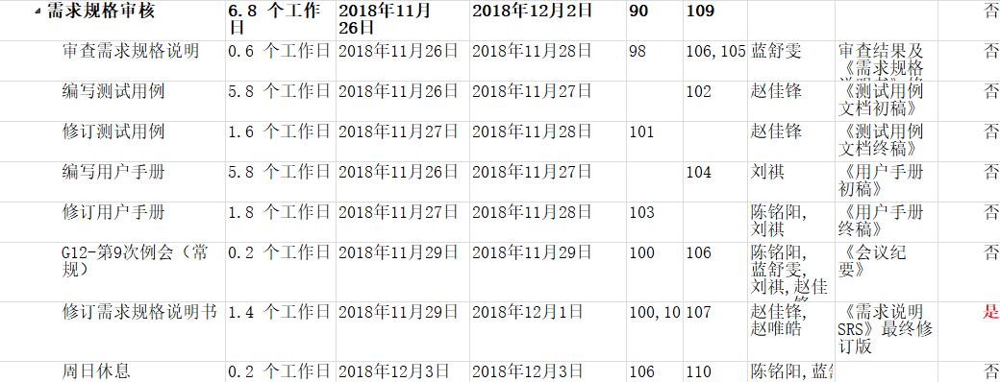 需求规格审核 6.8 个工作日 2018年11月26日 2018年12月2日 90 109 否
审查需求规格说明 0.6 个工作日 2018年11月26日 2018年11月28日 98 106,105 蓝舒雯 审查结果及《需求规格 否
编写测试用例 5.8 个工作日 2018年11月26日 2018年11月27日 102 赵佳锋 《测试用例文档初稿》 否
修订测试用例 1.6 个工作日 2018年11月27日 2018年11月28日 101 赵佳锋 《测试用例文档终稿》 否
编写用户手册 5.8 个工作日 2018年11月26日 2018年11月27日 104 刘祺 《用户手册初稿》 否
修订用户手册 1.8 个工作日 2018年11月27日 2018年11月28日 103 陈铭阳,刘祺 《用户手册终稿》 否
G12-第9次例会（常规） 0.2 个工作日 2018年11月29日 2018年11月29日 100 106 陈铭阳,蓝舒雯,刘祺,赵佳 《会议纪要》 否
修订需求规格说明书 1.4 个工作日 2018年11月29日 2018年12月1日 100,10 107 赵佳锋,赵唯皓 《需求说明SRS》最终修订版 是
周日休息 0.2 个工作日 2018年12月3日 2018年12月3日 106 110 陈铭阳,蓝 否